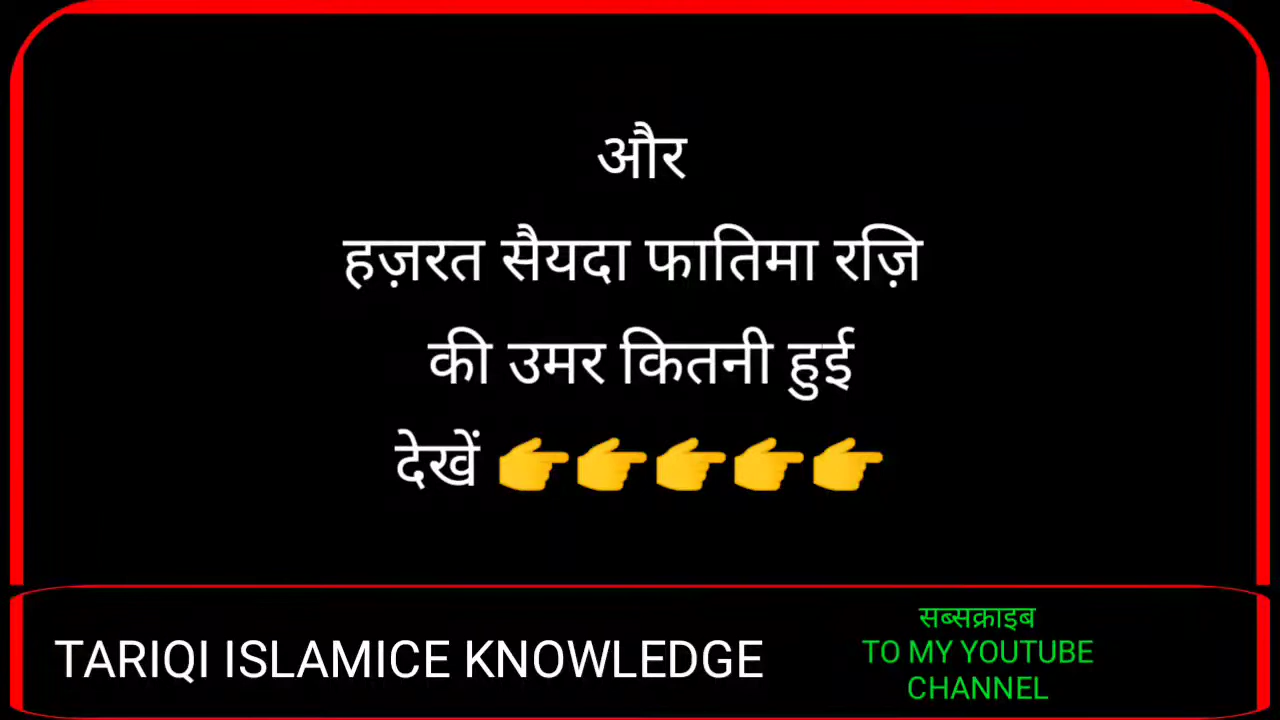 और
हज़रत सैयदा फातिमा रज़ि
की उमर कितनी हुई
देखें 👉👉👉👉👉
TARIQI ISLAMICE KNOWLEDGE
सब्सक्राइब
TO MY YOUTUBE
CHANNEL